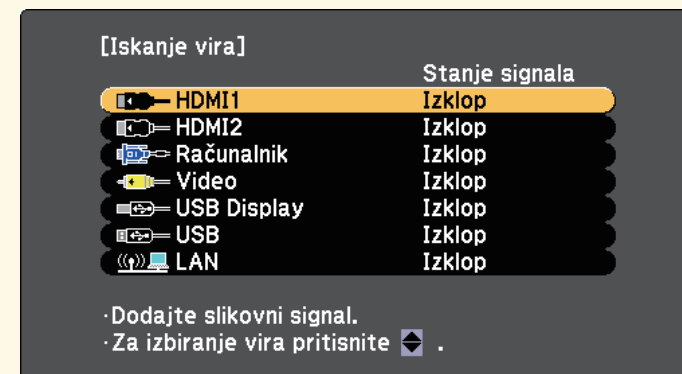 [Iskanje vira]
Stanje signala
HDMI1 Izklop
HDMI2 Izklop
Računalnik Izklop
Video Izklop
USB Display Izklop
USB Izklop
LAN Izklop
·Dodajte slikovni signal.
·Za izbiranje vira pritisnite .